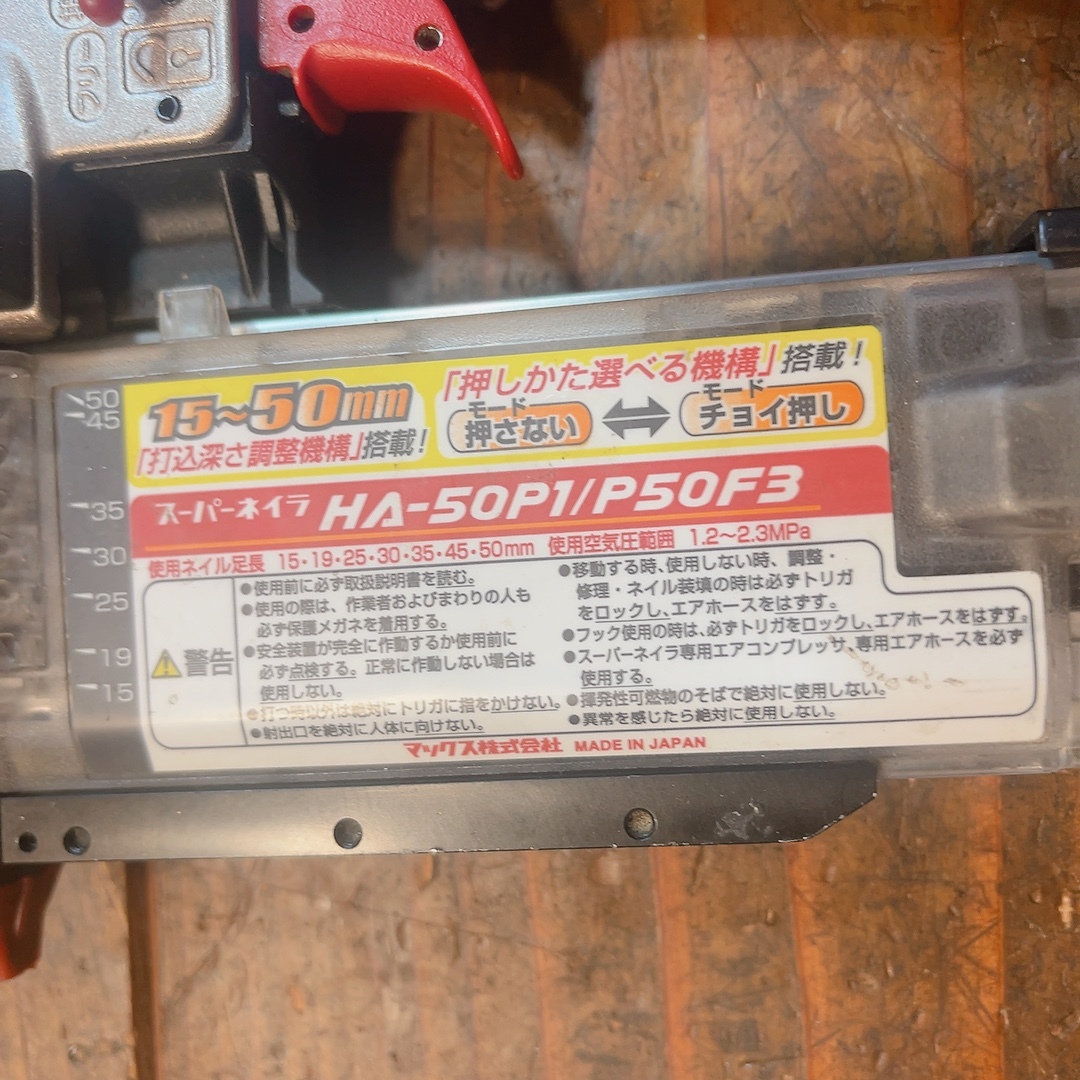 フリー
50
45
35
30
25
19
15
15~50mm
「打込深さ調整機構」搭載!
「押しかた選べる機構」搭載!
モード
押さない
モード
チョイ押し
スーパーネイラ HA-50P1/P50F3
使用ネイル足長 15・19・25・30・35・45・50mm 使用空気圧範囲 1.2~2.3MPa
警告
●使用前に必ず取扱説明書を読む。
●使用の際は、作業者およびまわりの人も
必ず保護メガネを着用する。
●安全装置が完全に作動するか使用前に
必ず点検する。正常に作動しない場合は
使用しない。
●打つ時以外は絶対にトリガに指をかけない。
●射出口を絶対に人体に向けない。
●移動する時、使用しない時、調整・
修理・ネイル装填の時は必ずトリガ
をロックし、エアホースをはずす。
●フック使用の時は、必ずトリガをロックし、エアホースをはずす。
●スーパーネイラ専用エアコンプレッサ、専用エアホースを必ず
使用する。
●揮発性可燃物のそばで絶対に使用しない。
●異常を感じたら絶対に使用しない。
マックス株式会社 MADE IN JAPAN